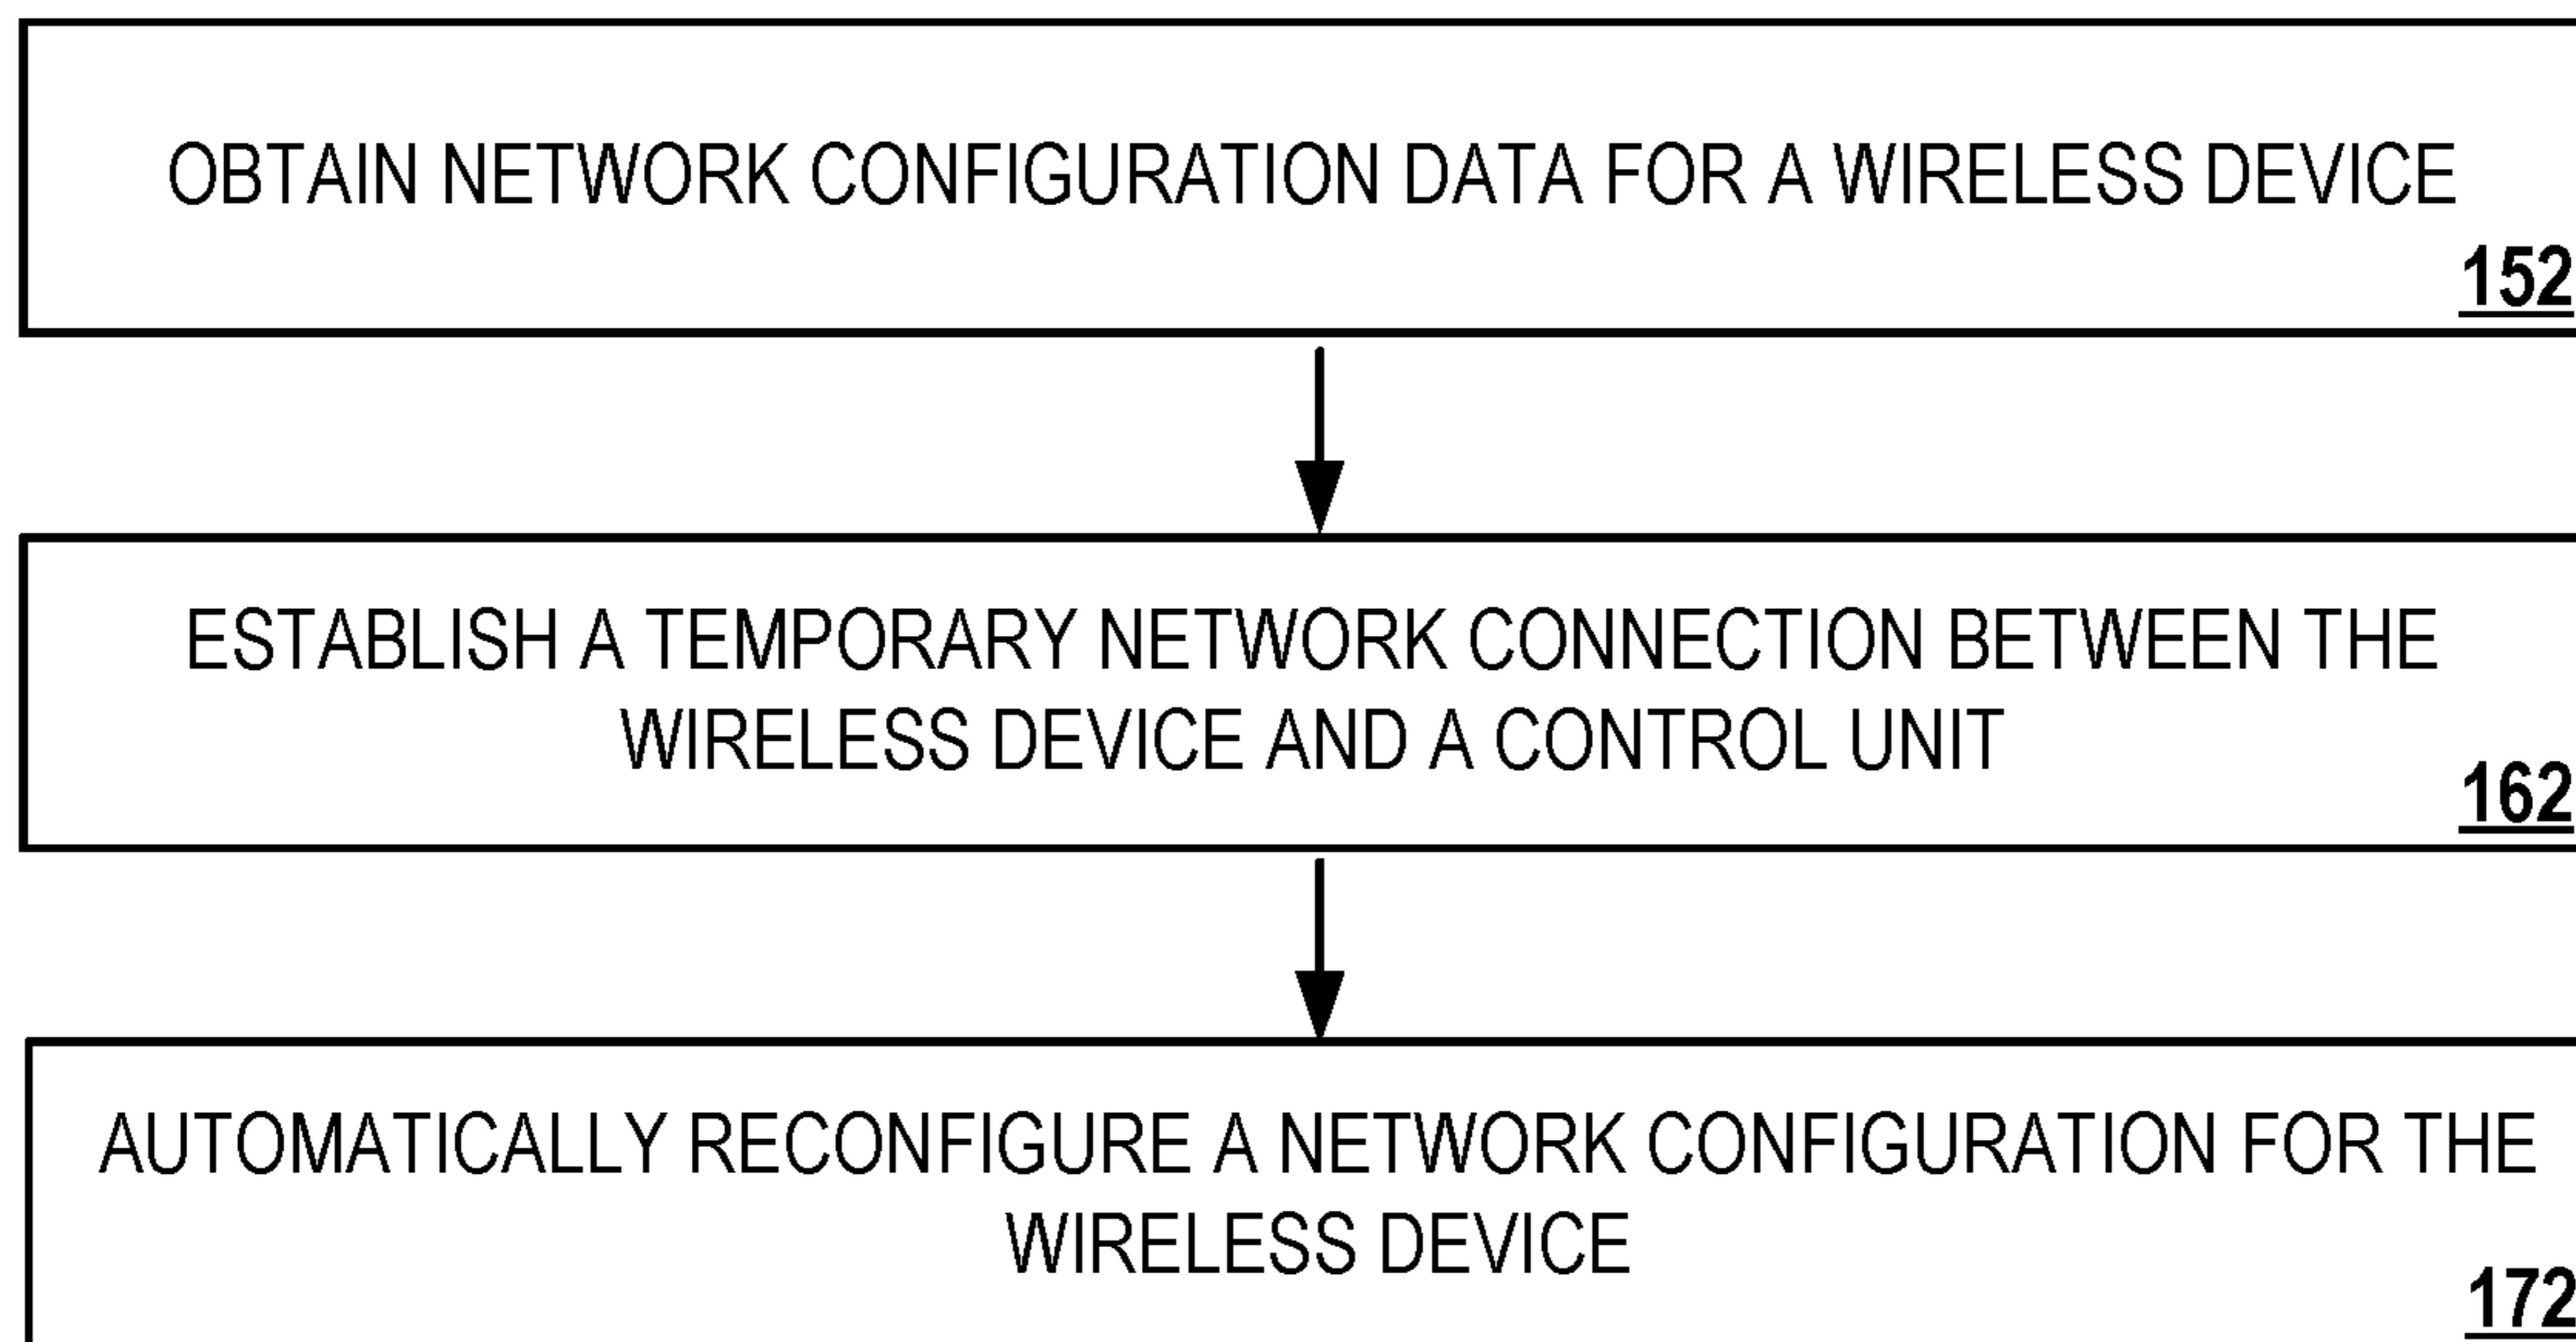 OBTAIN NETWORK CONFIGURATION DATA FOR A WIRELESS DEVICE
152
ESTABLISH A TEMPORARY NETWORK CONNECTION BETWEEN THE
WIRELESS DEVICE AND A CONTROL UNIT
162
AUTOMATICALLY RECONFIGURE A NETWORK CONFIGURATION FOR THE
WIRELESS DEVICE
172